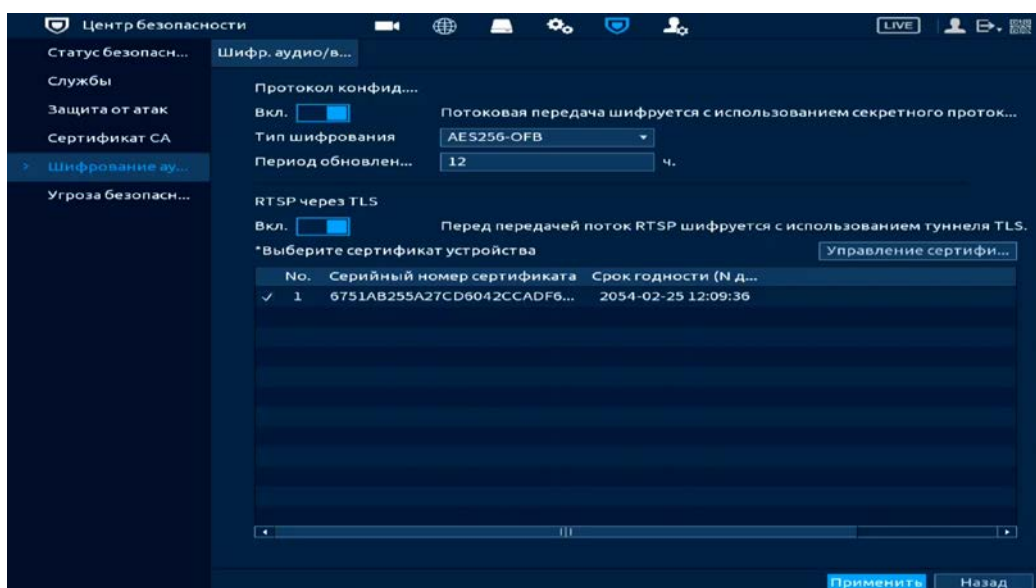 Центр безопасности
LIVE
Статус безопасн...
Службы
Защита от атак
Сертификат CA
Шифрование ау...
Угроза безопасн...
Шифр. аудио/в...
Протокол конфид....
Вкл. Потоковая передача шифруется с использованием секретного проток...
Тип шифрования AES256-OFB
Период обновлен... 12 ч.
RTSP через TLS
Вкл. Перед передачей поток RTSP шифруется с использованием туннеля TLS.
*Выберите сертификат устройства Управление сертифи...
No. Серийный номер сертификата Срок годности (N д...
1 6751AB255A27CD6042CCADF6... 2054-02-25 12:09:36
Применить Назад